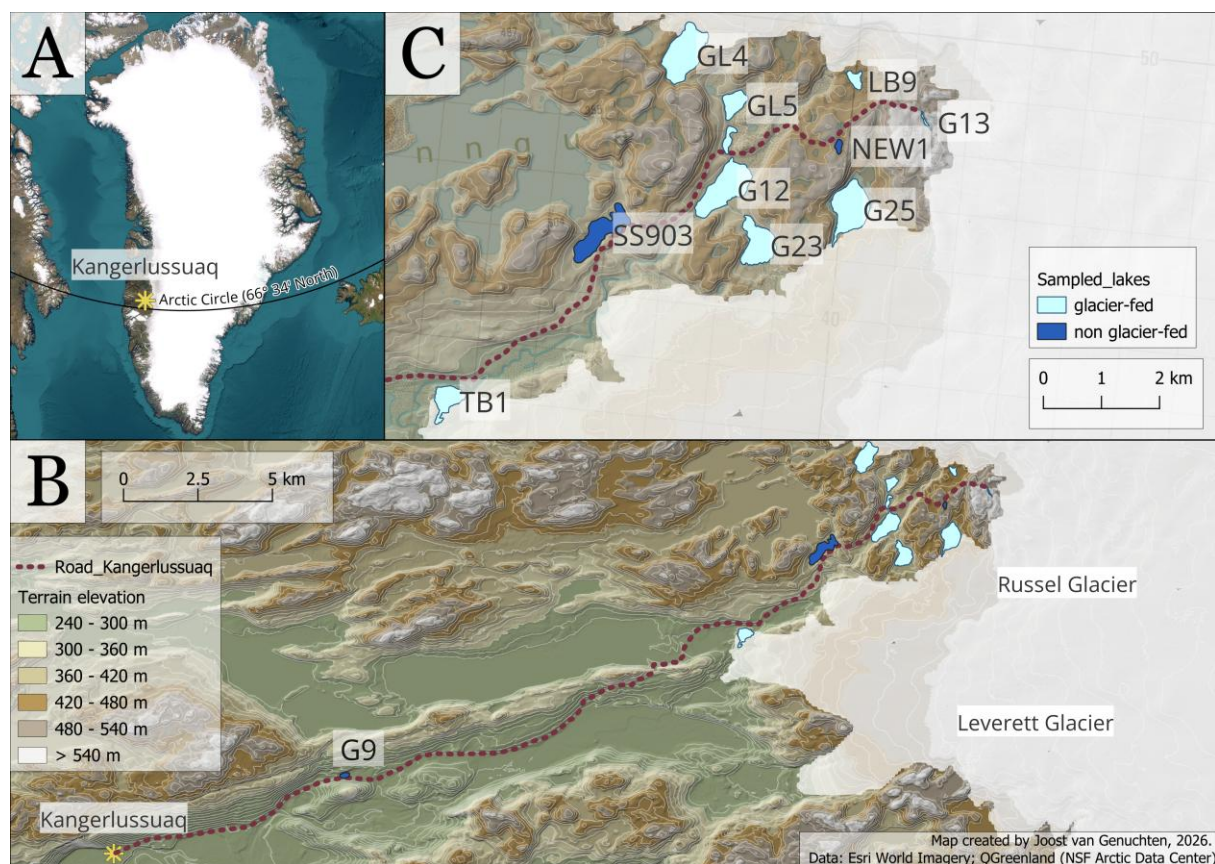 A
Kangerlussuaq
Arctic Circle (66° 34' North)
C
GL4
LB9
GL5
G13
NEW1
G12
G25
SS903
G23
TB1
50
40
n n g u
Sampled_lakes
glacier-fed
non glacier-fed
0 1 2 km
B
0 2.5 5 km
Road_Kangerlussuaq
Terrain elevation
240 - 300 m
300 - 360 m
360 - 420 m
420 - 480 m
480 - 540 m
> 540 m
Russel Glacier
Leverett Glacier
G9
Kangerlussuaq
Map created by Joost van Genuchten, 2026.
Data: Esri World Imagery; QGreenland (NSF Arctic Data Center)